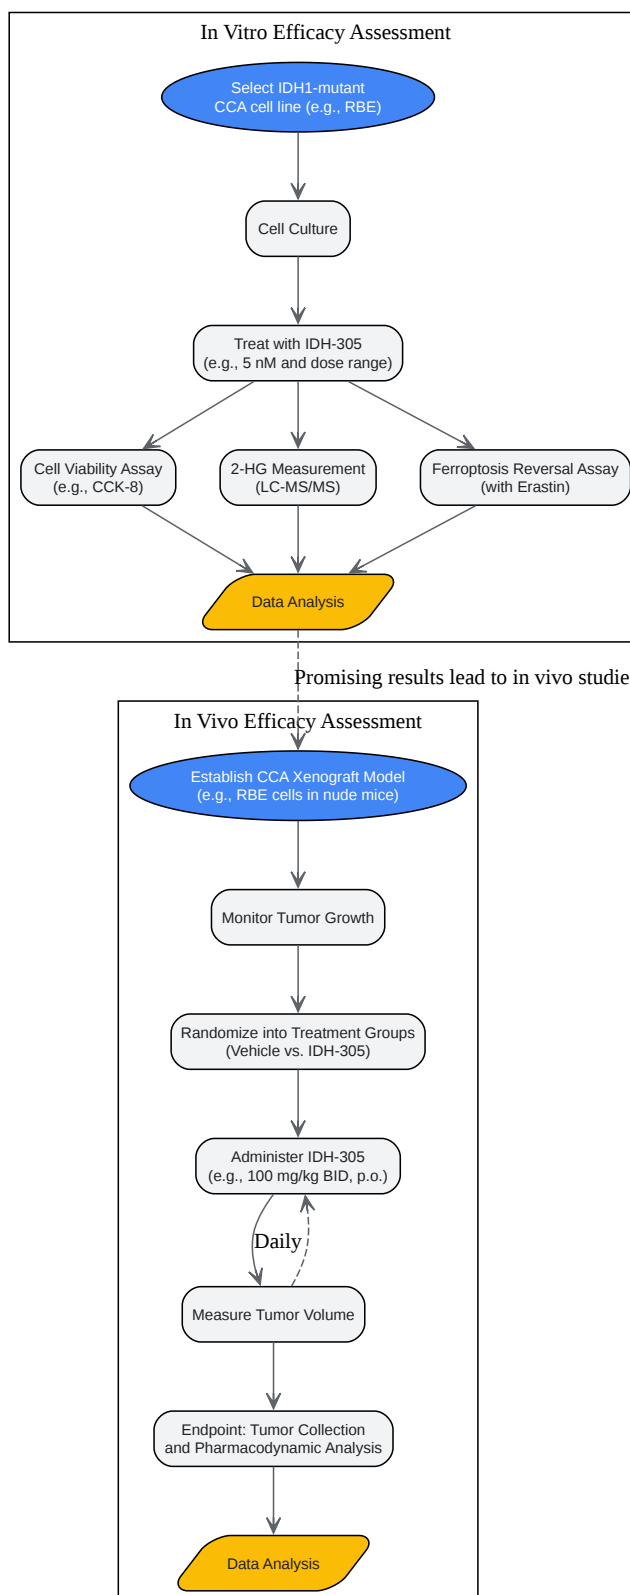 In Vitro Efficacy Assessment
Select IDH1-mutant
CCA cell line (e.g., RBE)
Cell Culture
Treat with IDH-305
(e.g., 5 nM and dose range)
Cell Viability Assay
(e.g., CCK-8)
2-HG Measurement
(LC-MS/MS)
Ferroptosis Reversal Assay
(with Erastin)
Data Analysis
Promising results lead to in vivo studie
In Vivo Efficacy Assessment
Establish CCA Xenograft Model
(e.g., RBE cells in nude mice)
Monitor Tumor Growth
Randomize into Treatment Groups
(Vehicle vs. IDH-305)
Administer IDH-305
(e.g., 100 mg/kg BID, p.o.)
Daily
Measure Tumor Volume
Endpoint: Tumor Collection
and Pharmacodynamic Analysis
Data Analysis